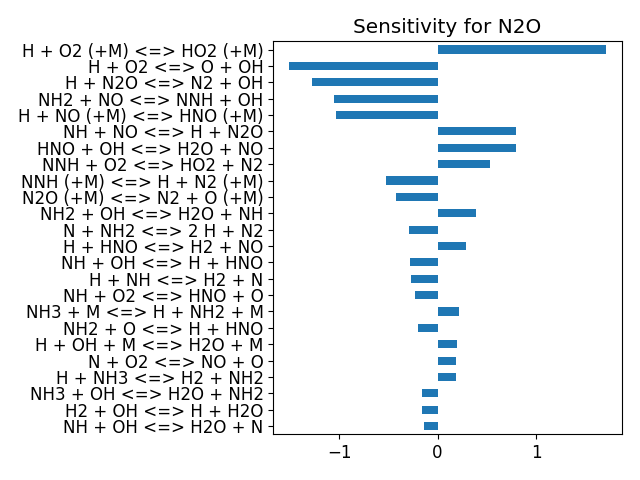 Sensitivity for N2O
H + O2 (+M) <=> HO2 (+M)
H + O2 <=> O + OH
H + N2O <=> N2 + OH
NH2 + NO <=> NNH + OH
H + NO (+M) <=> HNO (+M)
NH + NO <=> H + N2O
HNO + OH <=> H2O + NO
NNH + O2 <=> HO2 + N2
NNH (+M) <=> H + N2 (+M)
N2O (+M) <=> N2 + O (+M)
NH2 + OH <=> H2O + NH
N + NH2 <=> 2 H + N2
H + HNO <=> H2 + NO
NH + OH <=> H + HNO
H + NH <=> H2 + N
NH + O2 <=> HNO + O
NH3 + M <=> H + NH2 + M
NH2 + O <=> H + HNO
H + OH + M <=> H2O + M
N + O2 <=> NO + O
H + NH3 <=> H2 + NH2
NH3 + OH <=> H2O + NH2
H2 + OH <=> H + H2O
NH + OH <=> H2O + N
−1 0 1